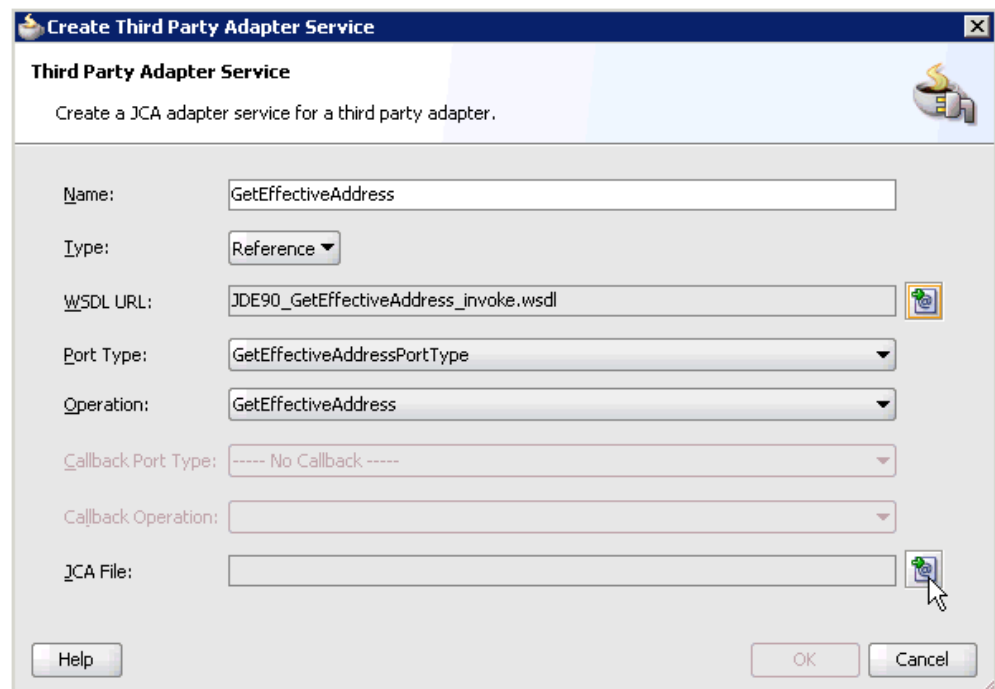 Create Third Party Adapter Service
Third Party Adapter Service
Create a JCA adapter service for a third party adapter.
Name: GetEffectiveAddress
Type: Reference
WSDL URL: JDE90_GetEffectiveAddress_invoke.wsdl
Port Type: GetEffectiveAddressPortType
Operation: GetEffectiveAddress
Callback Port Type: ----- No Callback -----
Callback Operation:
JCA File:
Help OK Cancel